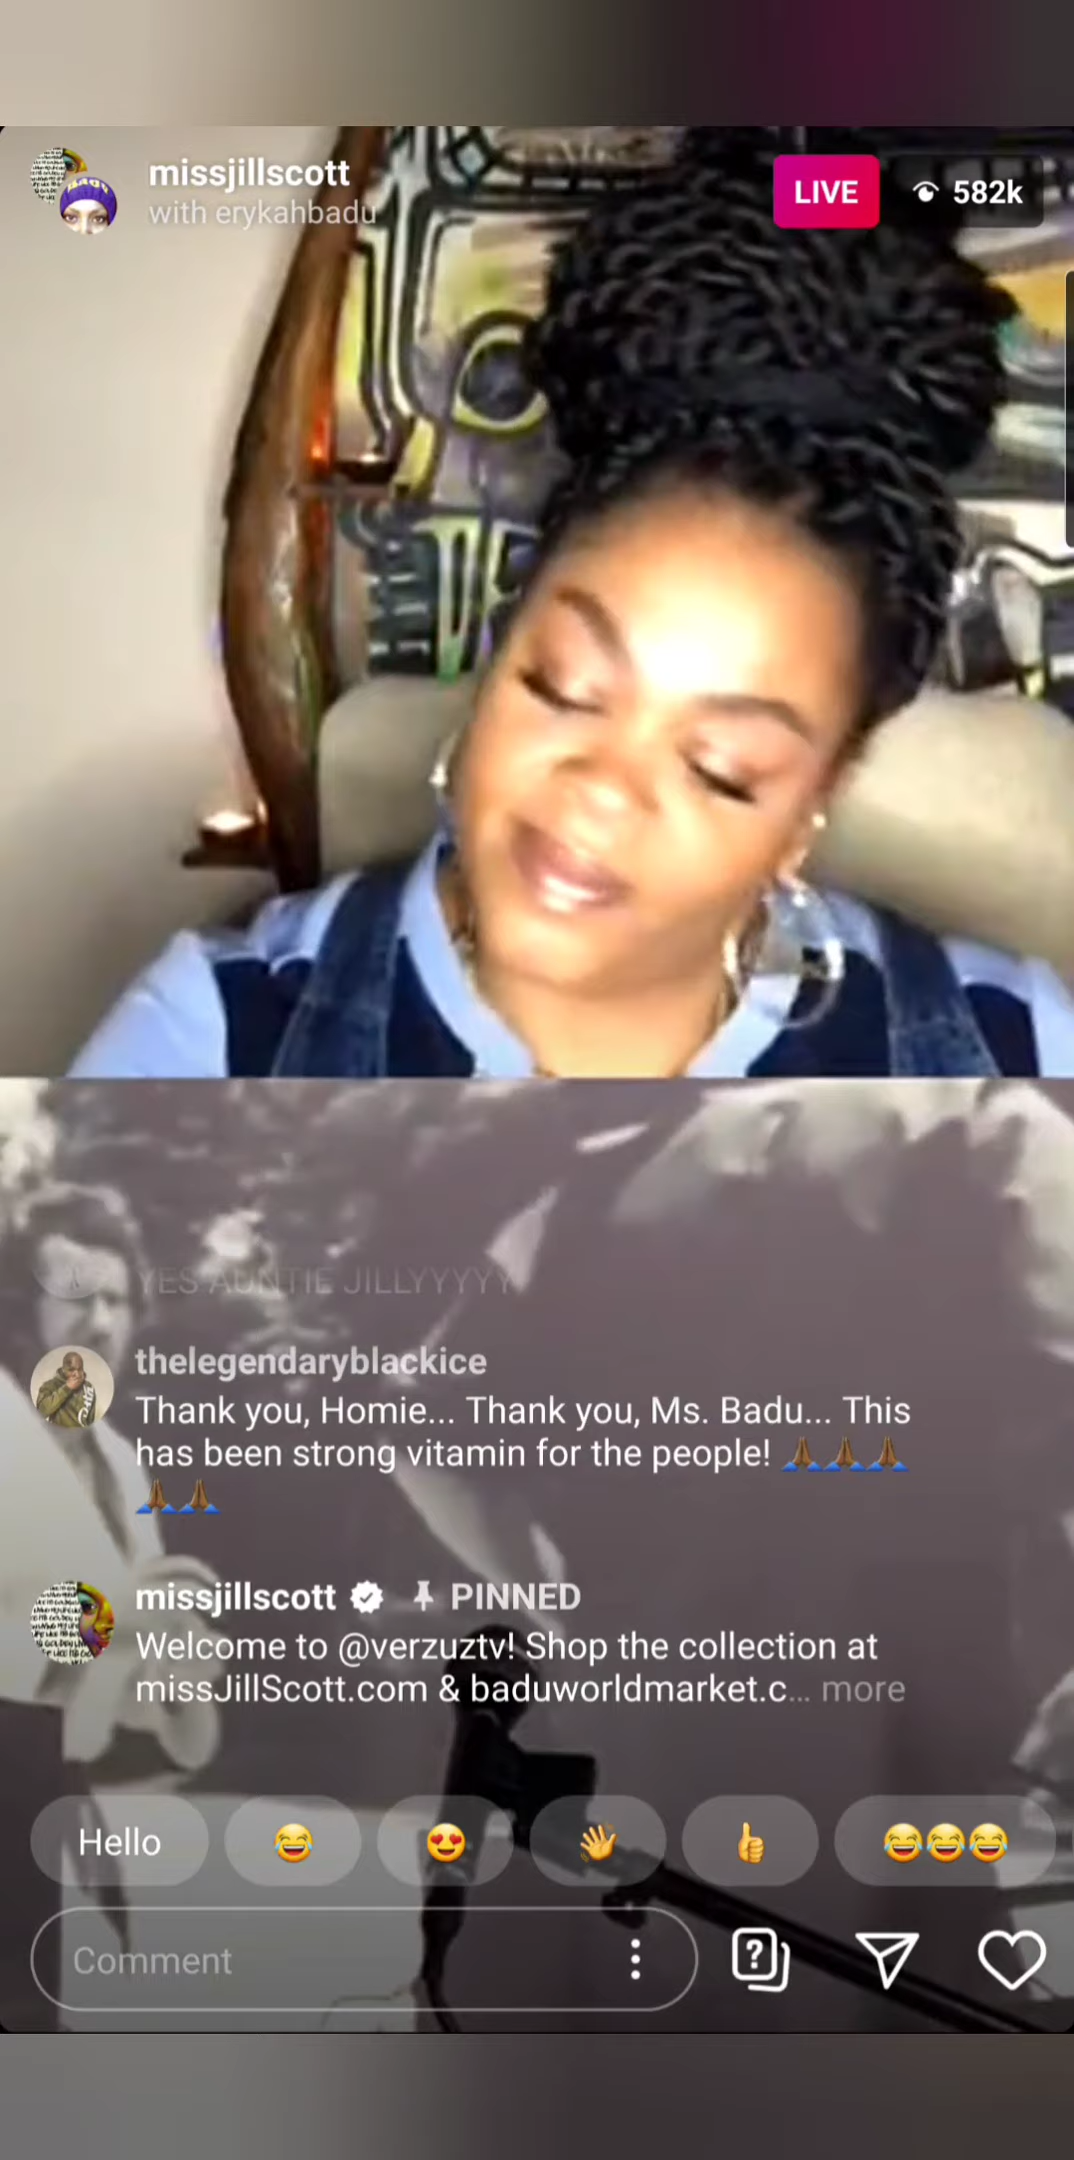 missjillscott
with erykahbadu
LIVE
582k
YES AUNTIE JILLYYYYY
thelegendaryblackice
Thank you, Homie... Thank you, Ms. Badu... This
has been strong vitamin for the people! 🙏🏾🙏🏾🙏🏾
🙏🏾🙏🏾
missjillscott PINNED
Welcome to @verzuztv! Shop the collection at
missJillScott.com & baduworldmarket.c... more
Hello 😂 😍 👋 👍 😂😂😂
Comment